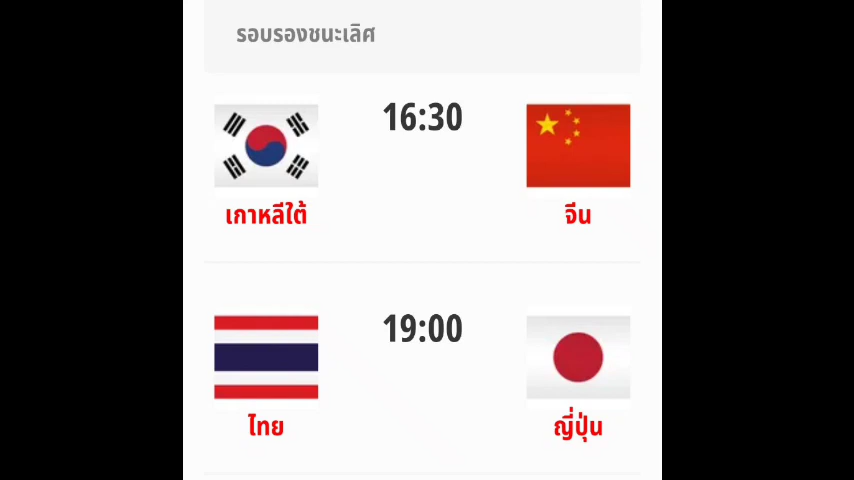 รอบรองชนะเลิศ
16:30
เกาหลีใต้
จีน
19:00
ไทย
ญี่ปุ่น